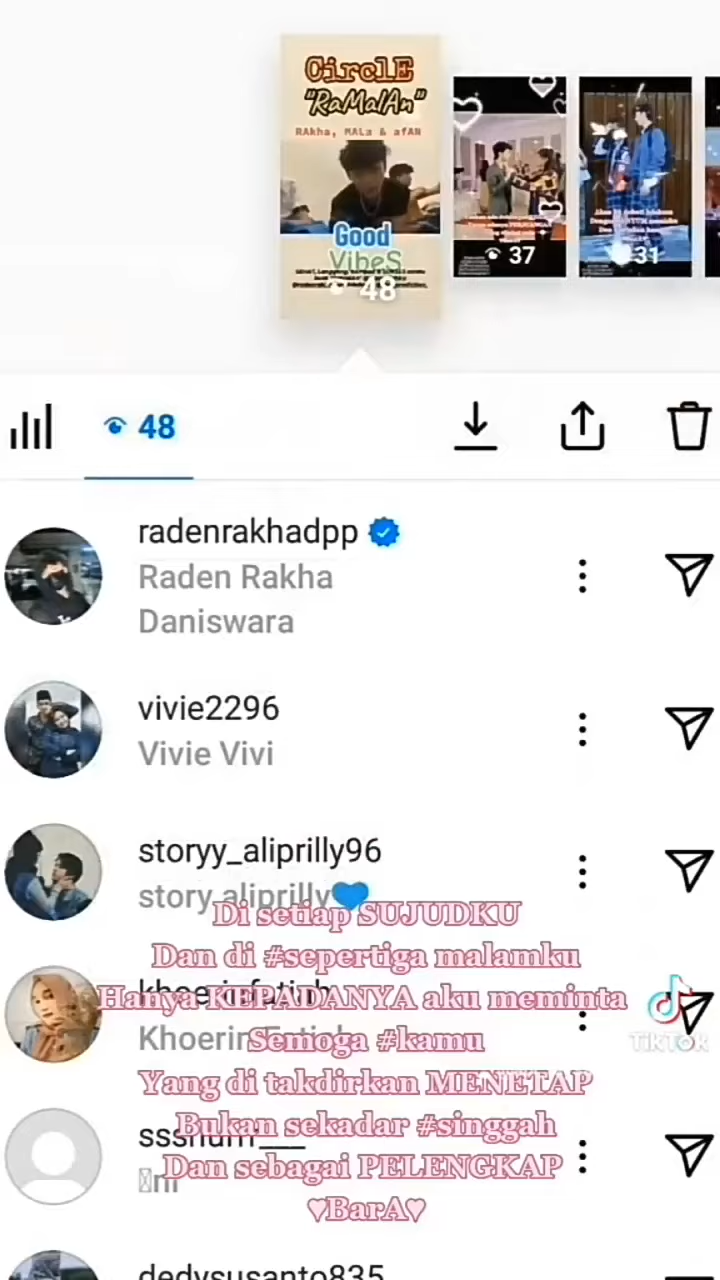 CirclE
"RaMalAn"
RAkha, MALa & afAN
Good
VibeS
48
37
31
48
radenrakhadpp
Raden Rakha
Daniswara
vivie2296
Vivie Vivi
storyy_aliprilly96
story aliprilly
Di setiap SUJUDKU
Dan di #sepertiga malamku
Hanya KEPADANYA aku meminta
Khoerin
Semoga #kamu
TikTok
Yang di takdirkan MENETAP
Bukan sekadar #singgah
Dan sebagai PELENGKAP
♥BarA♥
dedysusanto835